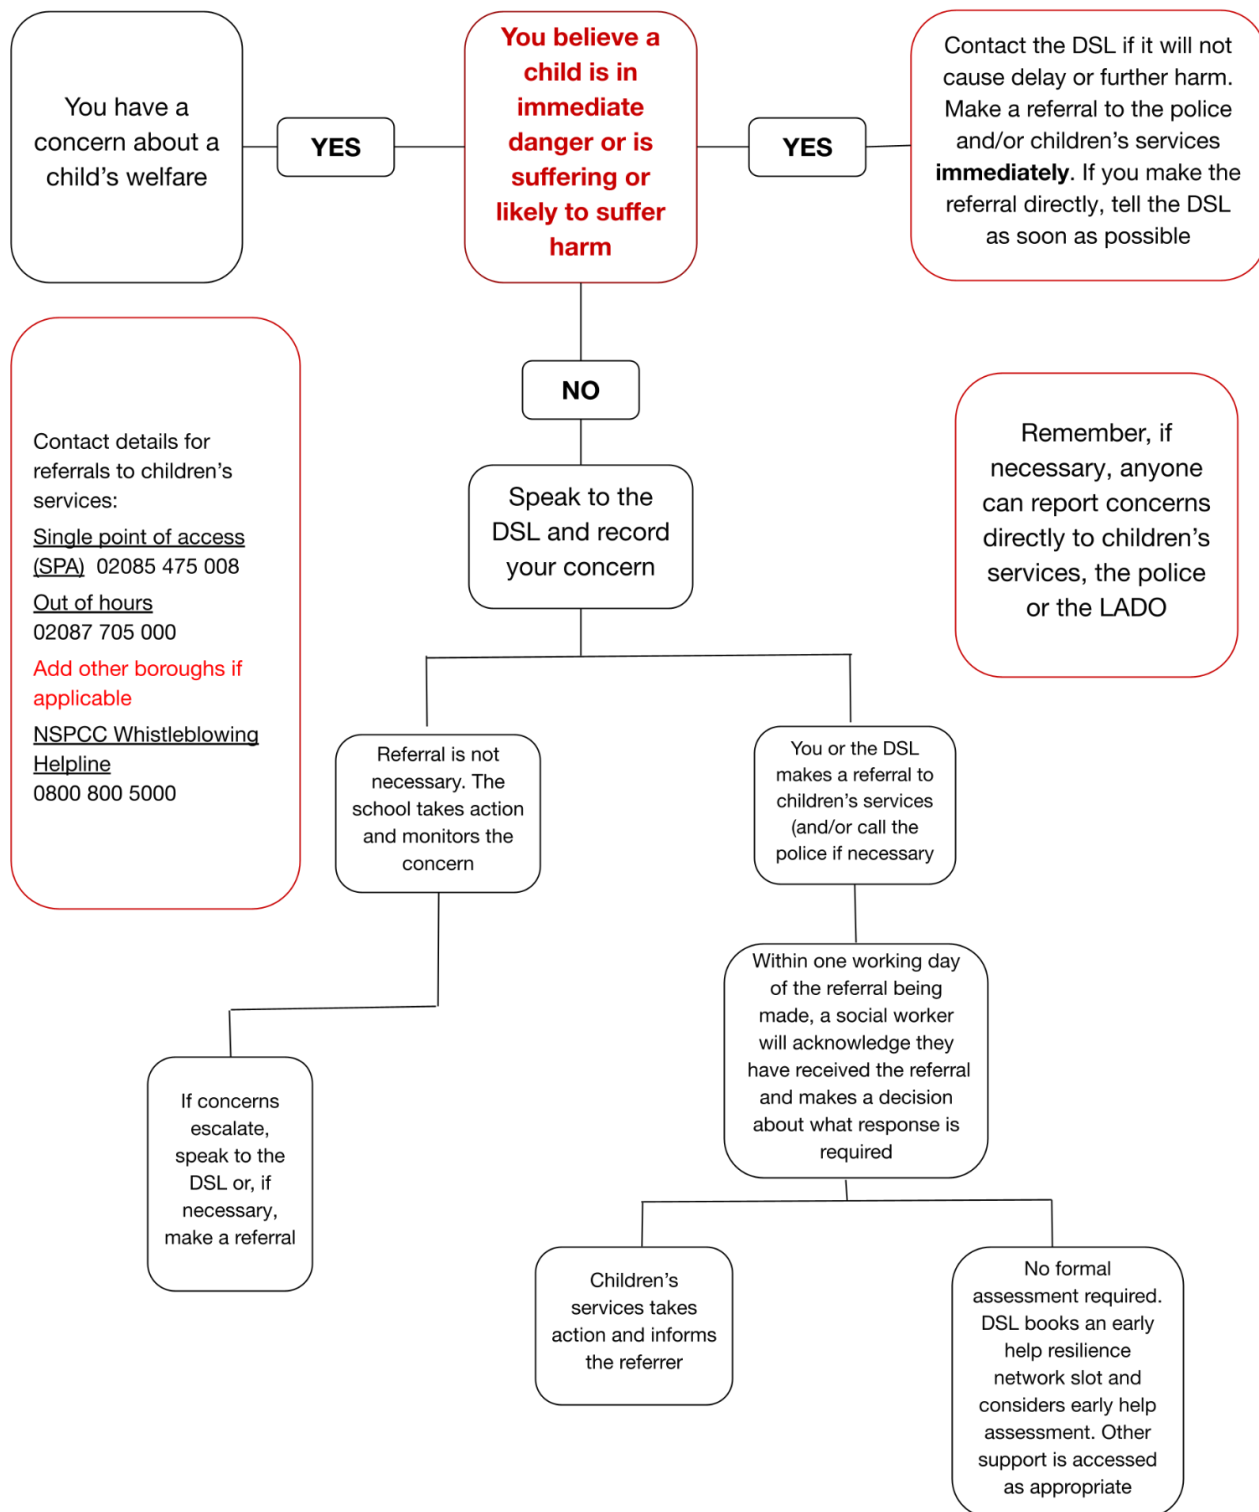 You have a
concern about a
child's welfare
YES
You believe a
child is in
immediate
danger or is
suffering or
likely to suffer
harm
YES
Contact the DSL if it will not
cause delay or further harm.
Make a referral to the police
and/or children's services
immediately. If you make the
referral directly, tell the DSL
as soon as possible
NO
Contact details for
referrals to children's
services:
Single point of access
(SPA) 02085 475 008
Out of hours
02087 705 000
Add other boroughs if
applicable
NSPCC Whistleblowing
Helpline
0800 800 5000
Speak to the
DSL and record
your concern
Remember, if
necessary, anyone
can report concerns
directly to children's
services, the police
or the LADO
Referral is not
necessary. The
school takes action
and monitors the
concern
You or the DSL
makes a referral to
children's services
(and/or call the
police if necessary
If concerns
escalate,
speak to the
DSL or, if
necessary,
make a referral
Within one working day
of the referral being
made, a social worker
will acknowledge they
have received the referral
and makes a decision
about what response is
required
Children's
services takes
action and informs
the referrer
No formal
assessment required.
DSL books an early
help resilience
network slot and
considers early help
assessment. Other
support is accessed
as appropriate